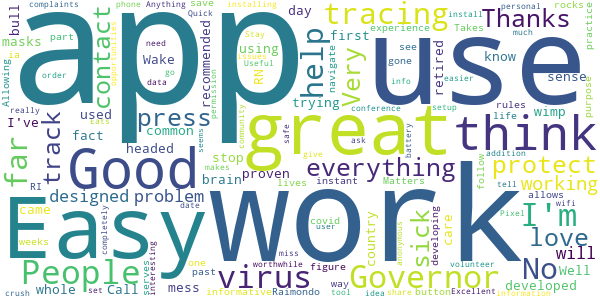 complaints
phone
Anything
save
Quick
installing
tracing
Thanks
rocks
personal
install
Takes
practice
bull
masks
part
ia
need
Wake
go
data
Allowing
order
contact
opportunities
app
use
day
using
first
experience
see
gone
info
navigate
much
easier
Stay
issues
Useful
RN
recommended
permission
help
Very
trying
retired
know
sense
purpose
really
I've
used
fact
far
track
press
common
eats
community
great
conference
battery
setup
rules
life
wimp
think
Good
headed
stop
proven
seems
safe
give
everything
ask
addition
follow
tell
protect
working
RI
designed
problem
brain
makes
lives
instant
Matters
allows
wifi
Pixel
Easy
work
came
weeks
completely
date
covid
user
country
anonymous
sick
developing
care
volunteer
I'm
love
will
No
Well
developed
People
interesting
one
past
virus
miss
worthwhile
figure
way
Governor
crush
whole
set
Call
serve
mess
informative
Raimondo
tool
idea
share
button
Excellent
Information